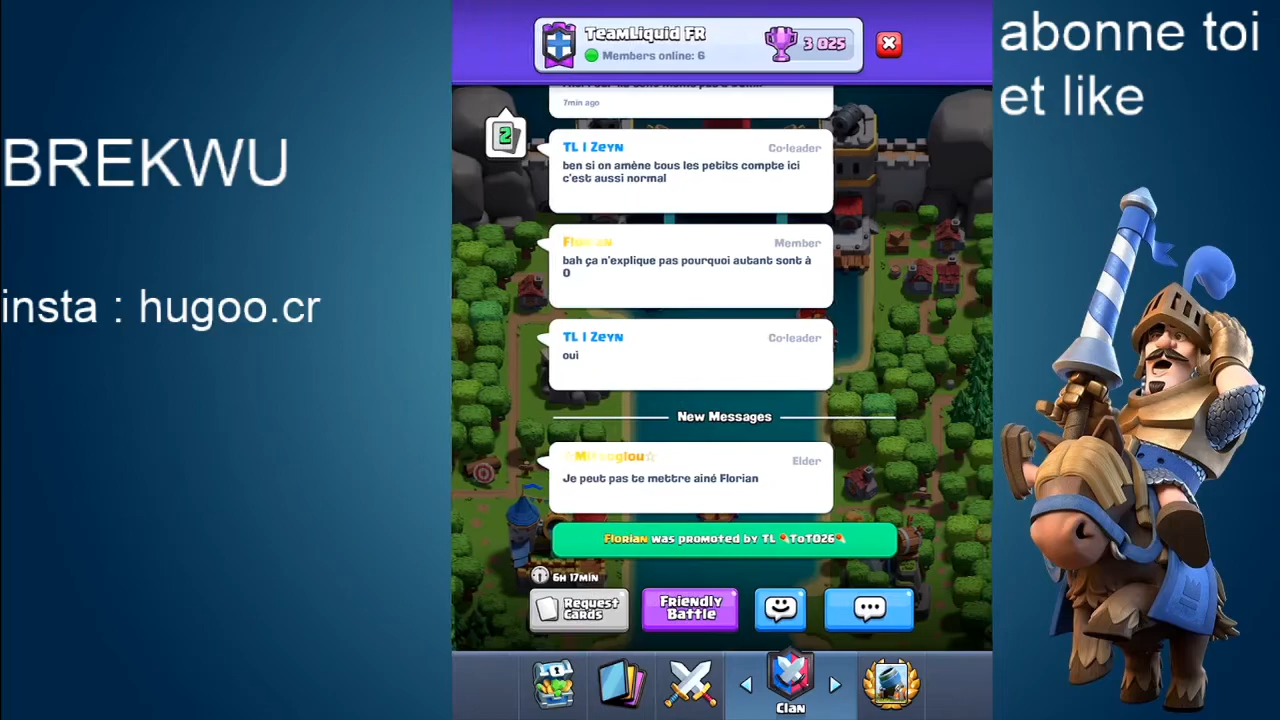 BREKWU
insta : hugoo.cr
TeamLiquid FR
Members online: 6
3 025
7min ago
2
TL | Zeyn
Co-leader
ben si on amène tous les petits compte ici
c'est aussi normal
Florian
Member
bah ça n'explique pas pourquoi autant sont à
0
TL | Zeyn
Co-leader
oui
New Messages
Elder
Je peut pas te mettre ainé Florian
Florian was promoted by TL ToTO26
6h 17min
Request
Cards
Friendly
Battle
Clan
abonne toi
et like